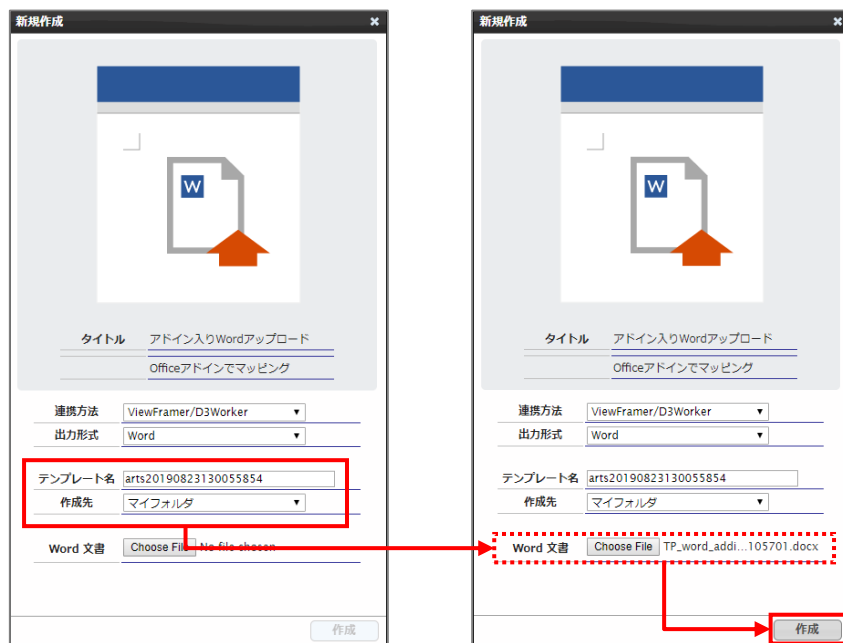 新規作成 ×
W
タイトル アドイン入りWordアップロード
Officeアドインでマッピング
連携方法 ViewFramer/D3Worker
出力形式 Word
テンプレート名 arts20190823130055854
作成先 マイフォルダ
Word 文書 Choose File No file chosen
作成
新規作成 ×
W
タイトル アドイン入りWordアップロード
Officeアドインでマッピング
連携方法 ViewFramer/D3Worker
出力形式 Word
テンプレート名 arts20190823130055854
作成先 マイフォルダ
Word 文書 Choose File TP_word_addi...105701.docx
作成